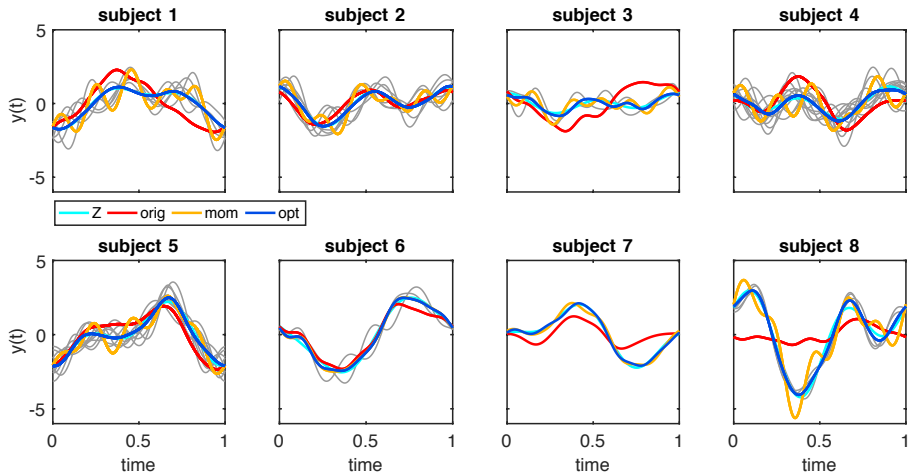 subject 1 subject 2 subject 3 subject 4
5
y(t)
0
-5
Z orig mom opt
subject 5 subject 6 subject 7 subject 8
5
y(t)
0
-5
0 0.5 1 0 0.5 1 0 0.5 1 0 0.5 1
time time time time